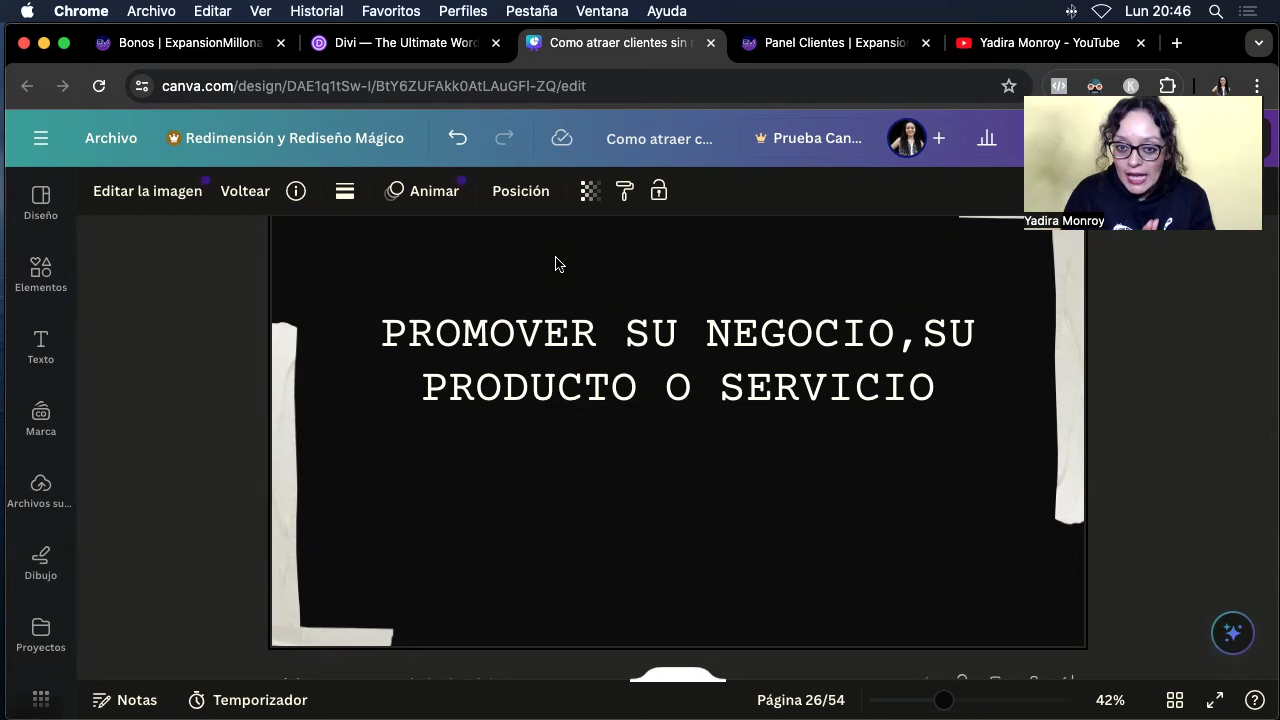 Chrome Archivo Editar Ver Historial Favoritos Perfiles Pestaña Ventana Ayuda Lun 20:46
Bonos | ExpansionMillona
Divi — The Ultimate Word
Como atraer clientes sin
Panel Clientes | Expansio
Yadira Monroy - YouTube
canva.com/design/DAE1q1tSw-I/BtY6ZUFAkk0AtLAuGFl-ZQ/edit
Archivo Redimensión y Rediseño Mágico Como atraer c... Prueba Can...
Editar la imagen Voltear Animar Posición
Yadira Monroy
Diseño
Elementos
Texto
Marca
Archivos su...
Dibujo
Proyectos
PROMOVER SU NEGOCIO,SU
PRODUCTO O SERVICIO
Notas Temporizador Página 26/54 42%